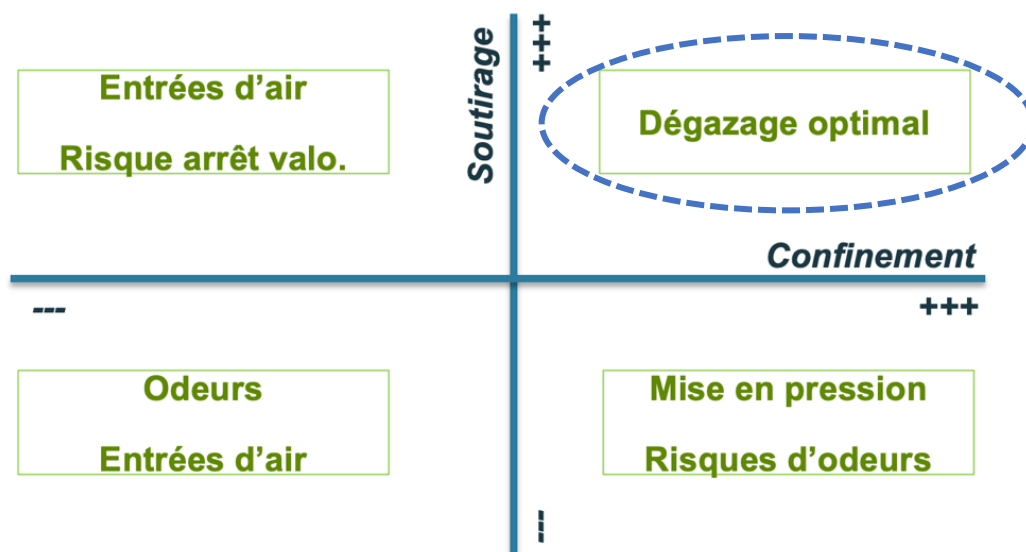 Soutirage
+++
Entrées d'air
Risque arrêt valo.
Dégazage optimal
Confinement
---
+++
Odeurs
Entrées d'air
Mise en pression
Risques d'odeurs
---